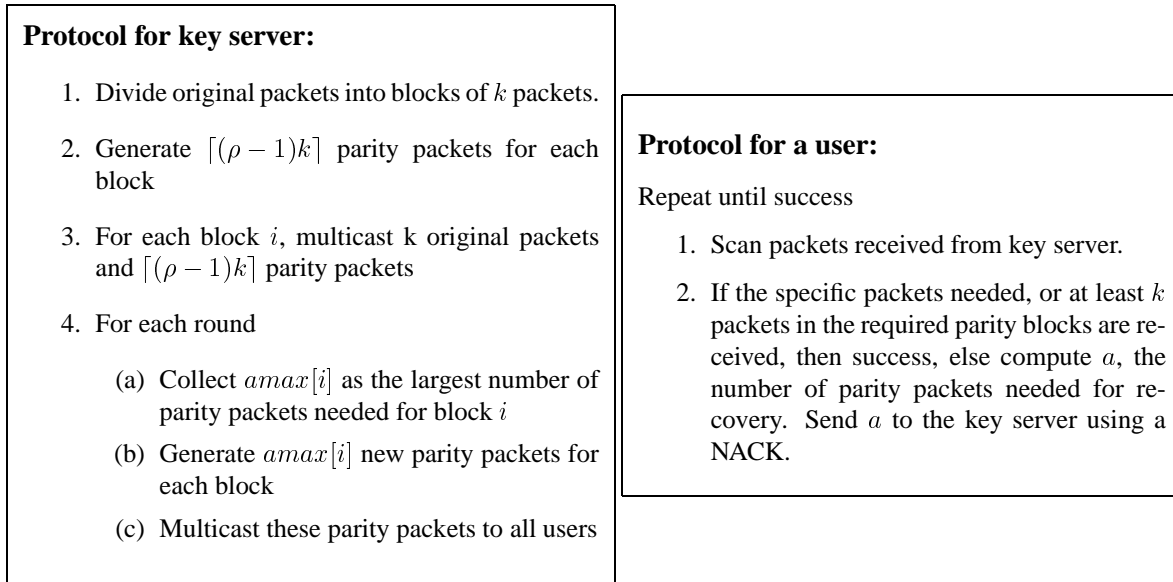 Protocol for key server:
1. Divide original packets into blocks of k packets.
2. Generate ⌈(ρ − 1)k⌉ parity packets for each
block
3. For each block i, multicast k original packets
and ⌈(ρ − 1)k⌉ parity packets
4. For each round
(a) Collect amax[i] as the largest number of
parity packets needed for block i
(b) Generate amax[i] new parity packets for
each block
(c) Multicast these parity packets to all users
Protocol for a user:
Repeat until success
1. Scan packets received from key server.
2. If the specific packets needed, or at least k
packets in the required parity blocks are re-
ceived, then success, else compute a, the
number of parity packets needed for re-
covery. Send a to the key server using a
NACK.